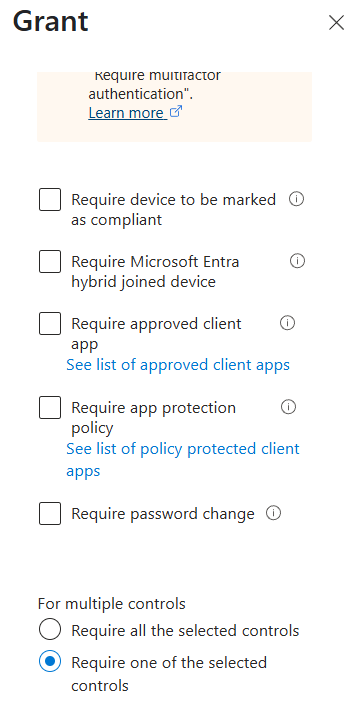 Grant
"Require multifactor
authentication".
Learn more
Require device to be marked
as compliant
Require Microsoft Entra
hybrid joined device
Require approved client
app
See list of approved client apps
Require app protection
policy
See list of policy protected client
apps
Require password change
For multiple controls
Require all the selected controls
Require one of the selected
controls